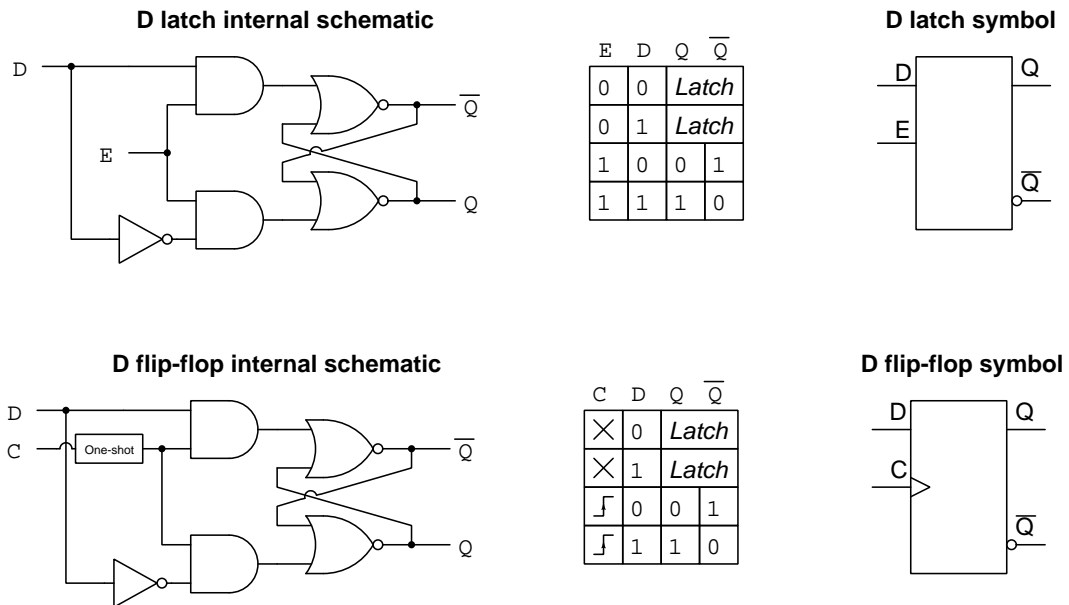 D latch internal schematic
D latch symbol
D
E
Q̅
Q
E D Q Q̅
0 0 Latch
0 1 Latch
1 0 0 1
1 1 1 0
D
E
Q
Q̅
D flip-flop internal schematic
D flip-flop symbol
D
C
One-shot
Q̅
Q
C D Q Q̅
0 Latch
1 Latch
0 0 1
1 1 0
D
C
Q
Q̅